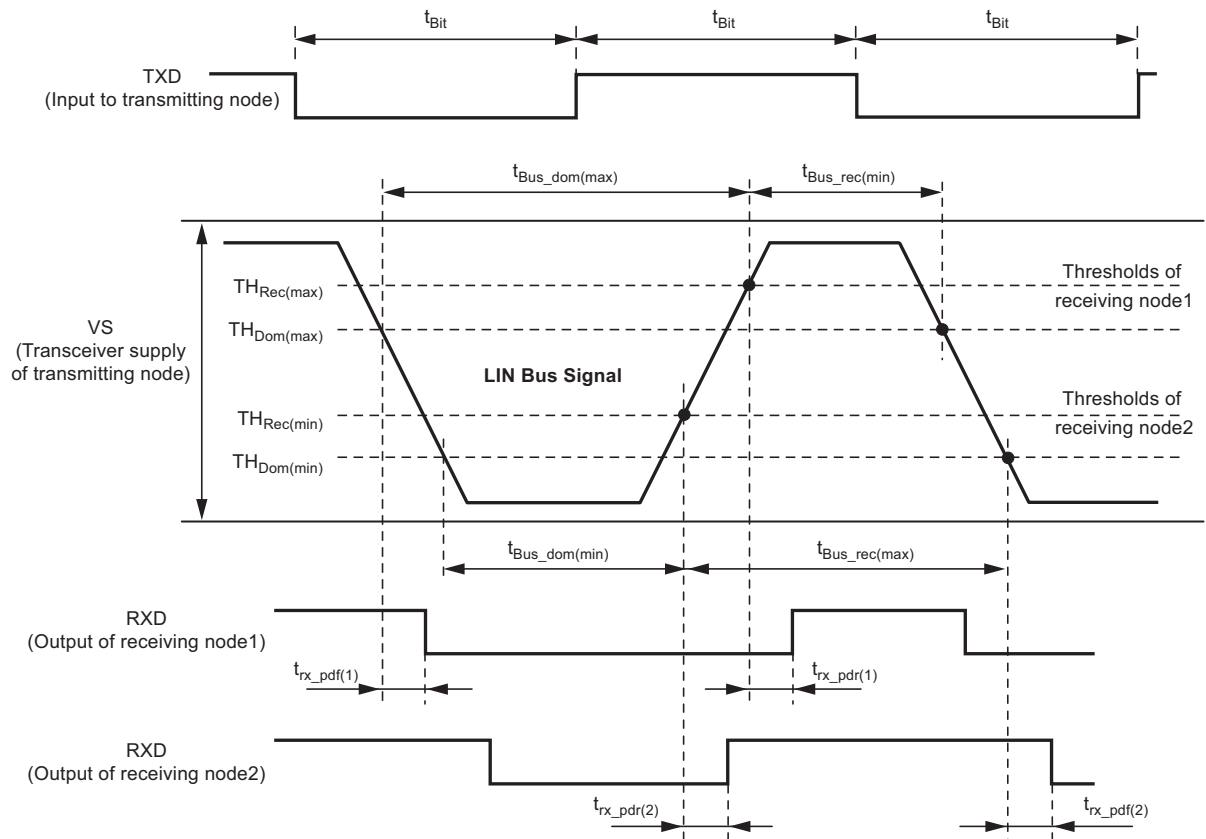 tBit
tBit
tBit
TXD
(Input to transmitting node)
tBus_dom(max)
tBus_rec(min)
THRec(max)
Thresholds of
receiving node1
THDom(max)
VS
(Transceiver supply
of transmitting node)
LIN Bus Signal
THRec(min)
Thresholds of
receiving node2
THDom(min)
tBus_dom(min)
tBus_rec(max)
RXD
(Output of receiving node1)
trx_pdf(1)
trx_pdr(1)
RXD
(Output of receiving node2)
trx_pdr(2)
trx_pdf(2)